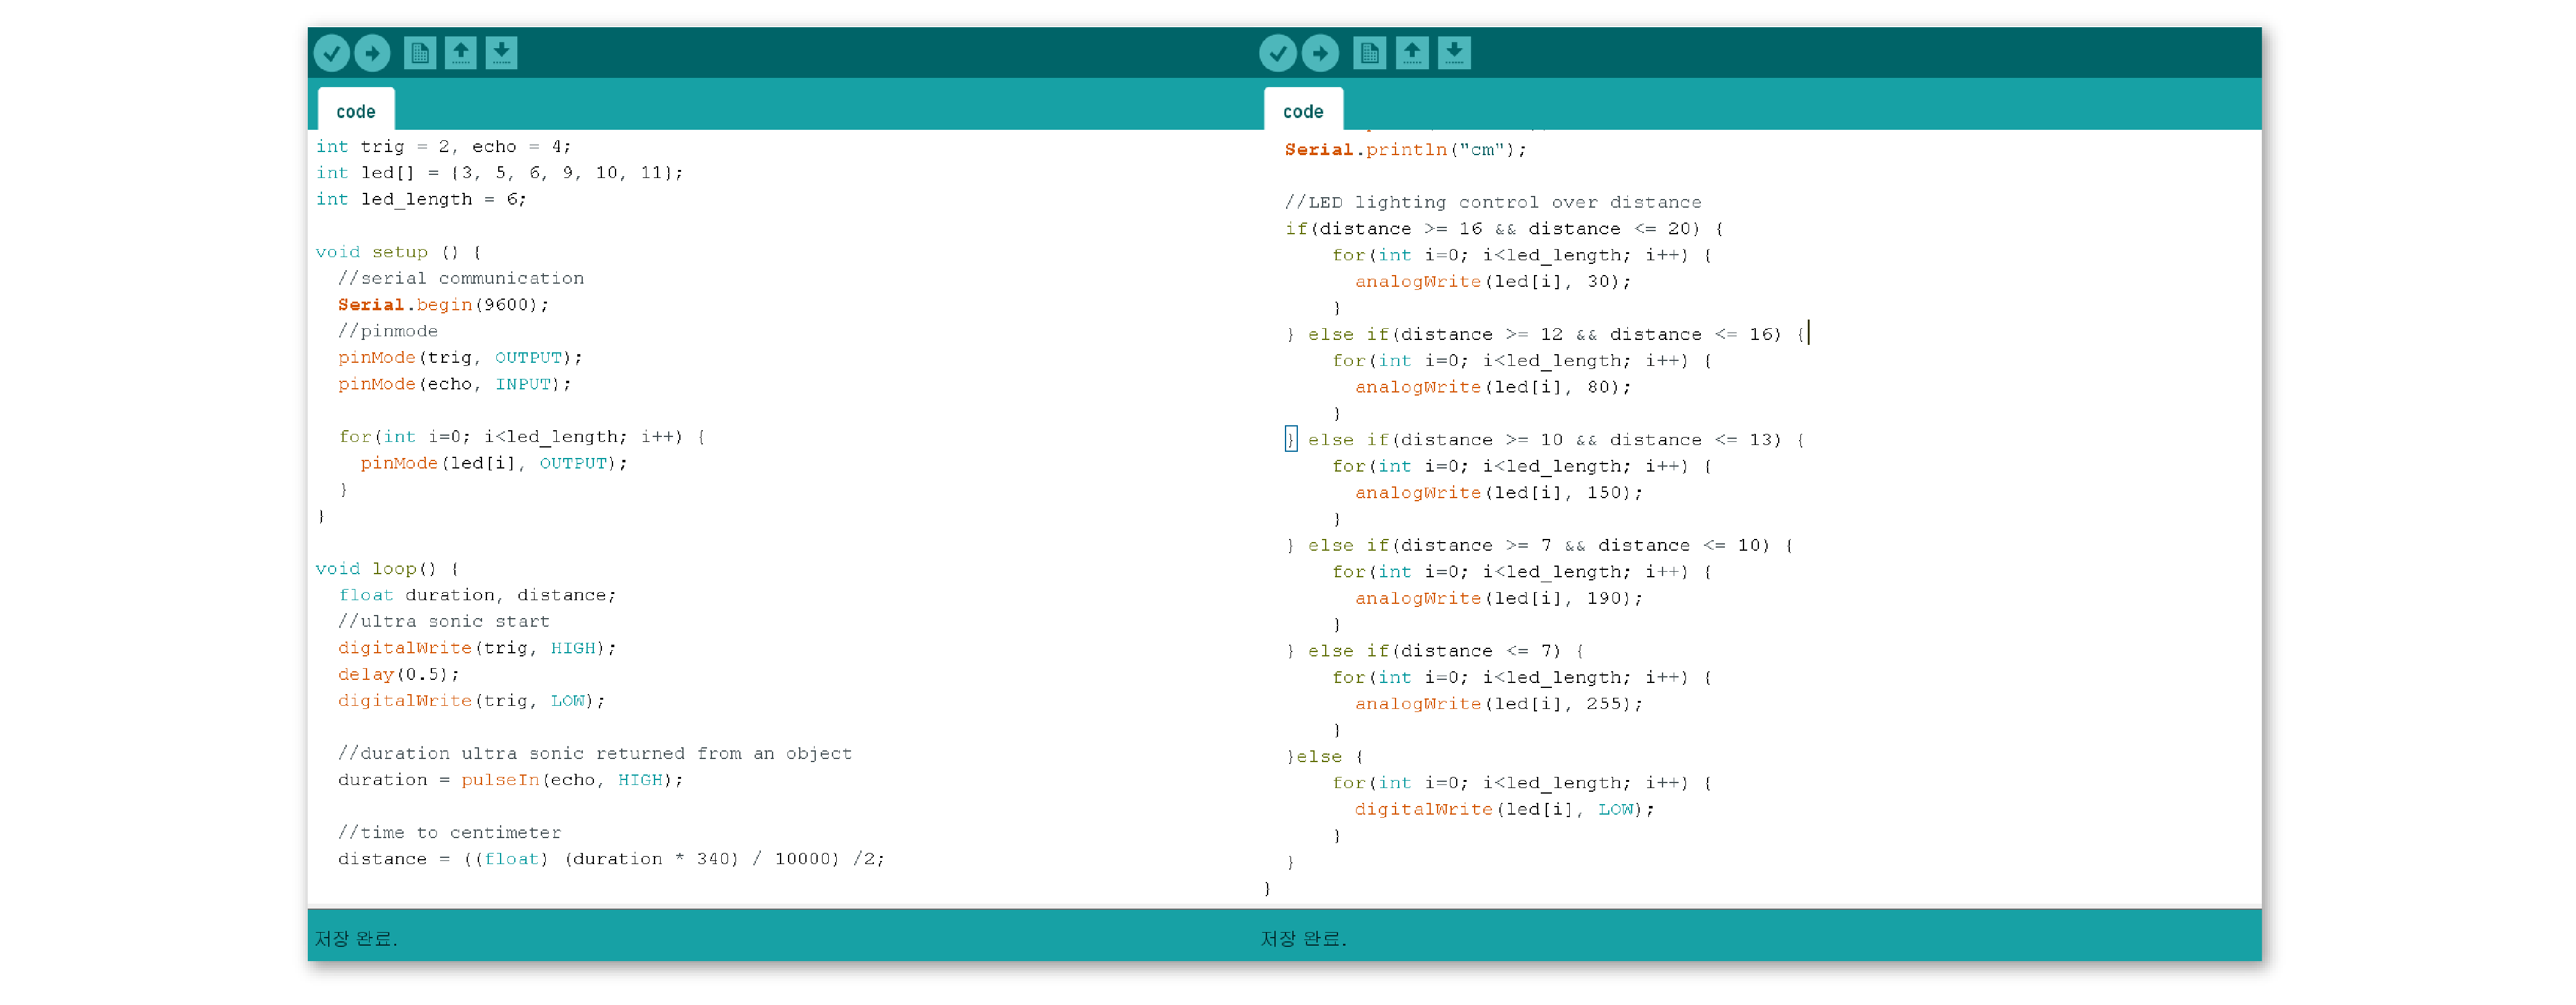 code
int trig = 2, echo = 4;
int led[] = {3, 5, 6, 9, 10, 11};
int led_length = 6;
void setup () {
//serial communication
Serial.begin(9600);
//pinmode
pinMode(trig, OUTPUT);
pinMode(echo, INPUT);
for(int i=0; i<led_length; i++) {
pinMode(led[i], OUTPUT);
}
}
void loop() {
float duration, distance;
//ultra sonic start
digitalWrite(trig, HIGH);
delay(0.5);
digitalWrite(trig, LOW);
//duration ultra sonic returned from an object
duration = pulseIn(echo, HIGH);
//time to centimeter
distance = ((float) (duration * 340) / 10000) /2;
저장 완료.
code
Serial.println("cm");
//LED lighting control over distance
if(distance >= 16 && distance <= 20) {
for(int i=0; i<led_length; i++) {
analogWrite(led[i], 30);
}
} else if(distance >= 12 && distance <= 16) {
for(int i=0; i<led_length; i++) {
analogWrite(led[i], 80);
}
} else if(distance >= 10 && distance <= 13) {
for(int i=0; i<led_length; i++) {
analogWrite(led[i], 150);
}
} else if(distance >= 7 && distance <= 10) {
for(int i=0; i<led_length; i++) {
analogWrite(led[i], 190);
}
} else if(distance <= 7) {
for(int i=0; i<led_length; i++) {
analogWrite(led[i], 255);
}
}else {
for(int i=0; i<led_length; i++) {
digitalWrite(led[i], LOW);
}
}
}
저장 완료.